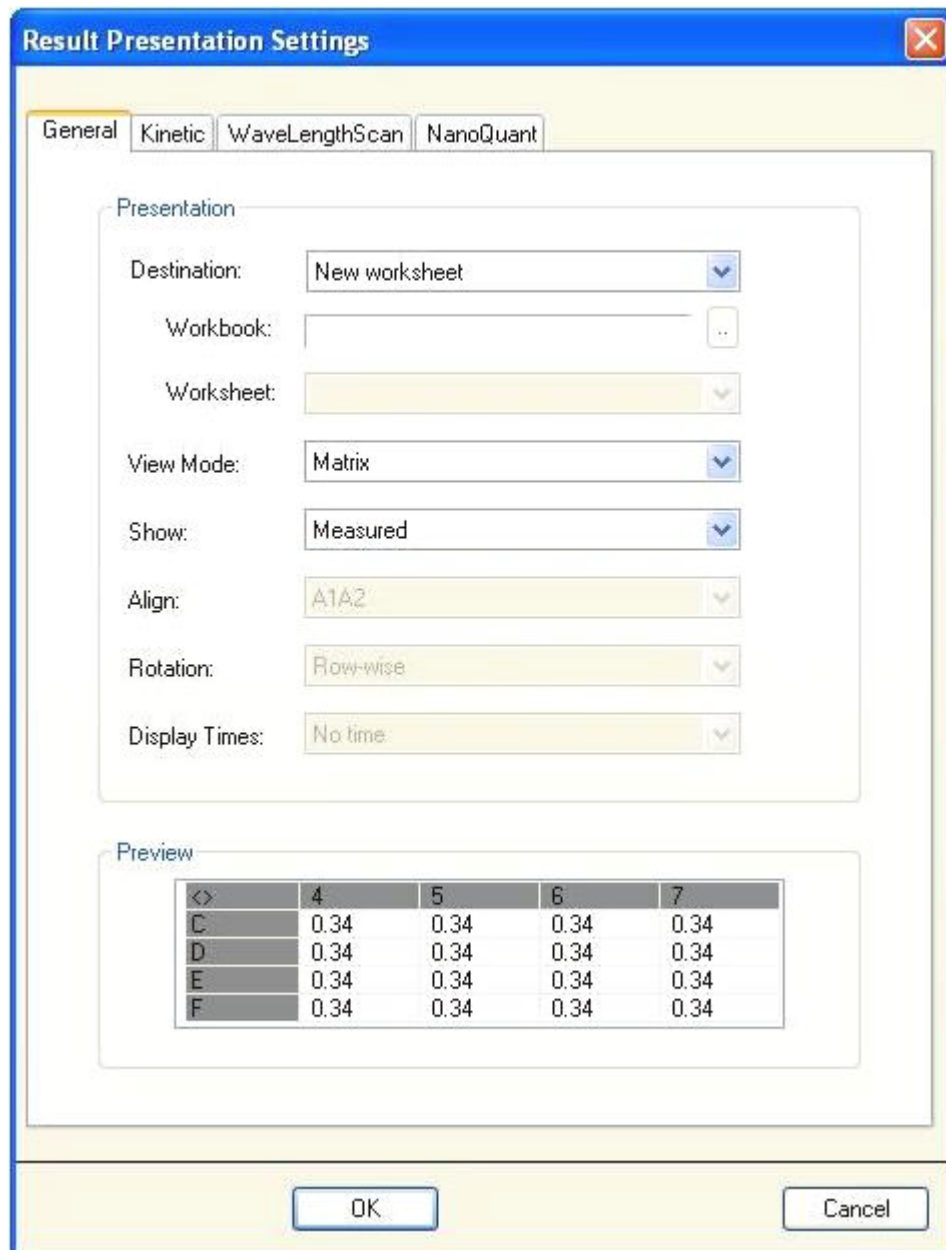 Result Presentation Settings
General Kinetic WaveLengthScan NanoQuant
Presentation
Destination: New worksheet
Workbook: ..
Worksheet:
View Mode: Matrix
Show: Measured
Align: A1A2
Rotation: Row-wise
Display Times: No time
Preview
<> 4 5 6 7
C 0.34 0.34 0.34 0.34
D 0.34 0.34 0.34 0.34
E 0.34 0.34 0.34 0.34
F 0.34 0.34 0.34 0.34
OK Cancel